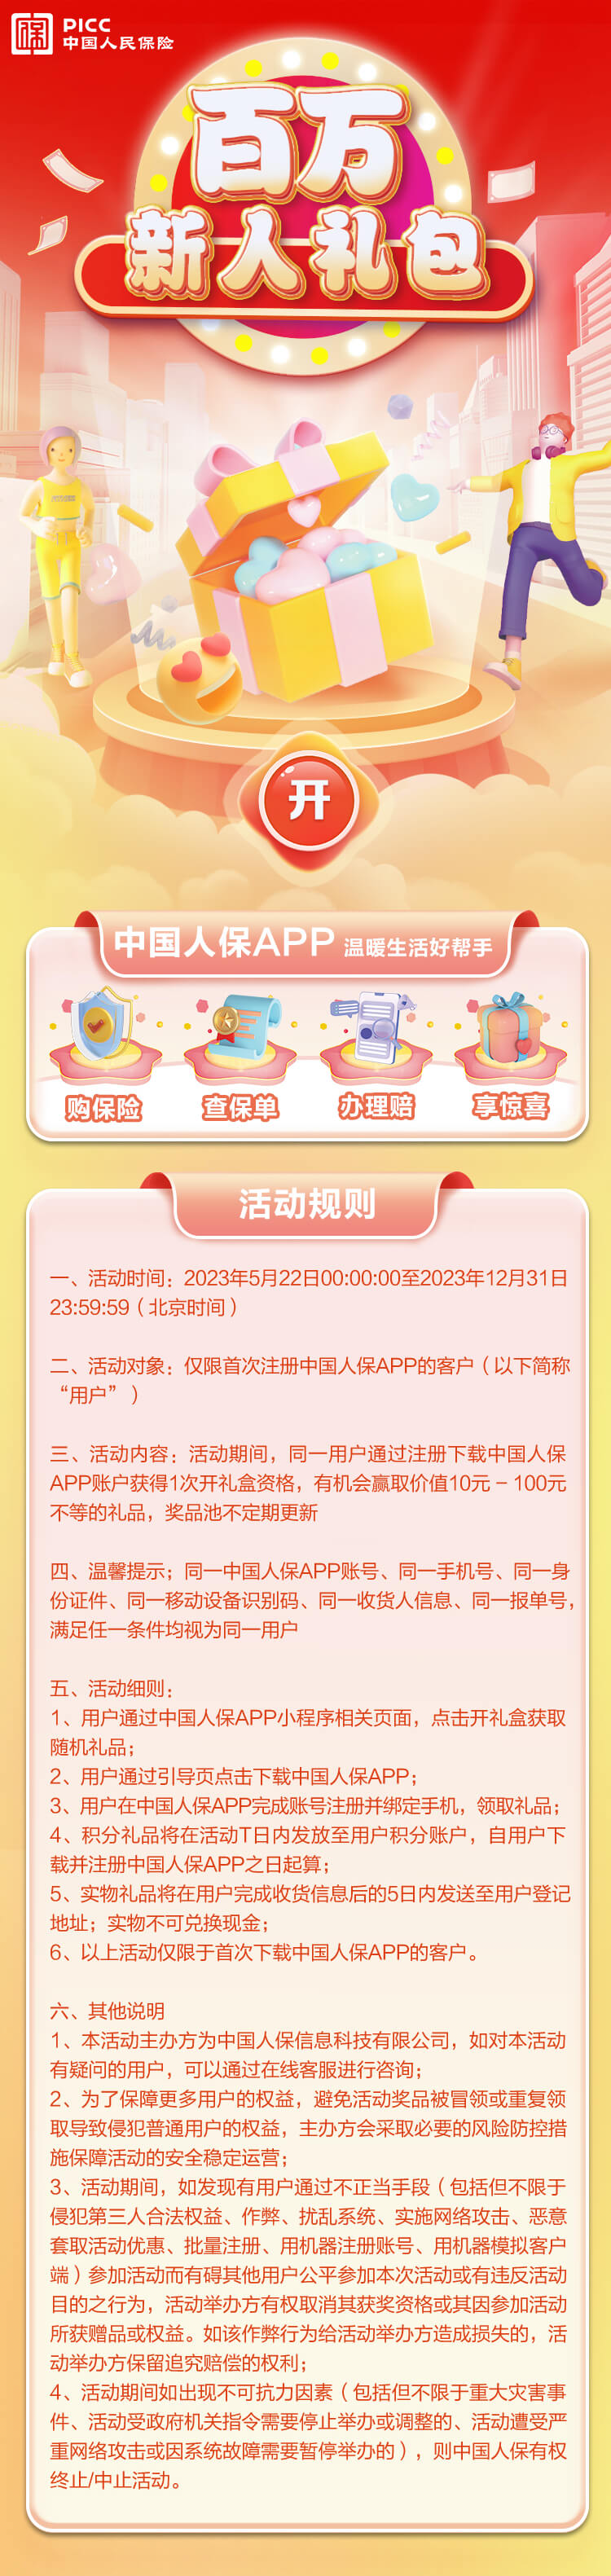 PICC
中国人民保险
百万
新人礼包
开
中国人保APP 温暖生活好帮手
购保险 查保单 办理赔 享惊喜
活动规则
一、活动时间：2023年5月22日00:00:00至2023年12月31日
23:59:59（北京时间）
二、活动对象：仅限首次注册中国人保APP的客户（以下简称
“用户”）
三、活动内容：活动期间，同一用户通过注册下载中国人保
APP账户获得1次开礼盒资格，有机会赢取价值10元 – 100元
不等的礼品，奖品池不定期更新
四、温馨提示；同一中国人保APP账号、同一手机号、同一身
份证件、同一移动设备识别码、同一收货人信息、同一报单号，
满足任一条件均视为同一用户
五、活动细则：
1、用户通过中国人保APP小程序相关页面，点击开礼盒获取
随机礼品；
2、用户通过引导页点击下载中国人保APP；
3、用户在中国人保APP完成账号注册并绑定手机，领取礼品；
4、积分礼品将在活动T日内发放至用户积分账户，自用户下
载并注册中国人保APP之日起算；
5、实物礼品将在用户完成收货信息后的5日内发送至用户登记
地址；实物不可兑换现金；
6、以上活动仅限于首次下载中国人保APP的客户。
六、其他说明
1、本活动主办方为中国人保信息科技有限公司，如对本活动
有疑问的用户，可以通过在线客服进行咨询；
2、为了保障更多用户的权益，避免活动奖品被冒领或重复领
取导致侵犯普通用户的权益，主办方会采取必要的风险防控措
施保障活动的安全稳定运营；
3、活动期间，如发现有用户通过不正当手段（包括但不限于
侵犯第三人合法权益、作弊、扰乱系统、实施网络攻击、恶意
套取活动优惠、批量注册、用机器注册账号、用机器模拟客户
端）参加活动而有碍其他用户公平参加本次活动或有违反活动
目的之行为，活动举办方有权取消其获奖资格或其因参加活动
所获赠品或权益。如该作弊行为给活动举办方造成损失的，活
动举办方保留追究赔偿的权利；
4、活动期间如出现不可抗力因素（包括但不限于重大灾害事
件、活动受政府机关指令需要停止举办或调整的、活动遭受严
重网络攻击或因系统故障需要暂停举办的），则中国人保有权
终止/中止活动。